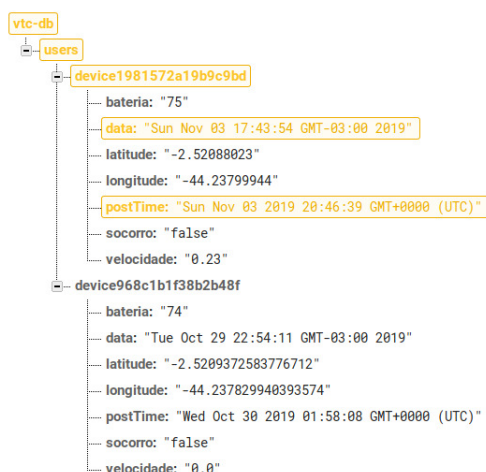 vtc-db
users
device1981572a19b9c9bd
bateria: "75"
data: "Sun Nov 03 17:43:54 GMT-03:00 2019"
latitude: "-2.52088023"
longitude: "-44.23799944"
postTime: "Sun Nov 03 2019 20:46:39 GMT+0000 (UTC)"
socorro: "false"
velocidade: "0.23"
device968c1b1f38b2b48f
bateria: "74"
data: "Tue Oct 29 22:54:11 GMT-03:00 2019"
latitude: "-2.5209372583776712"
longitude: "-44.237829940393574"
postTime: "Wed Oct 30 2019 01:58:08 GMT+0000 (UTC)"
socorro: "false"
velocidade: "0.0"